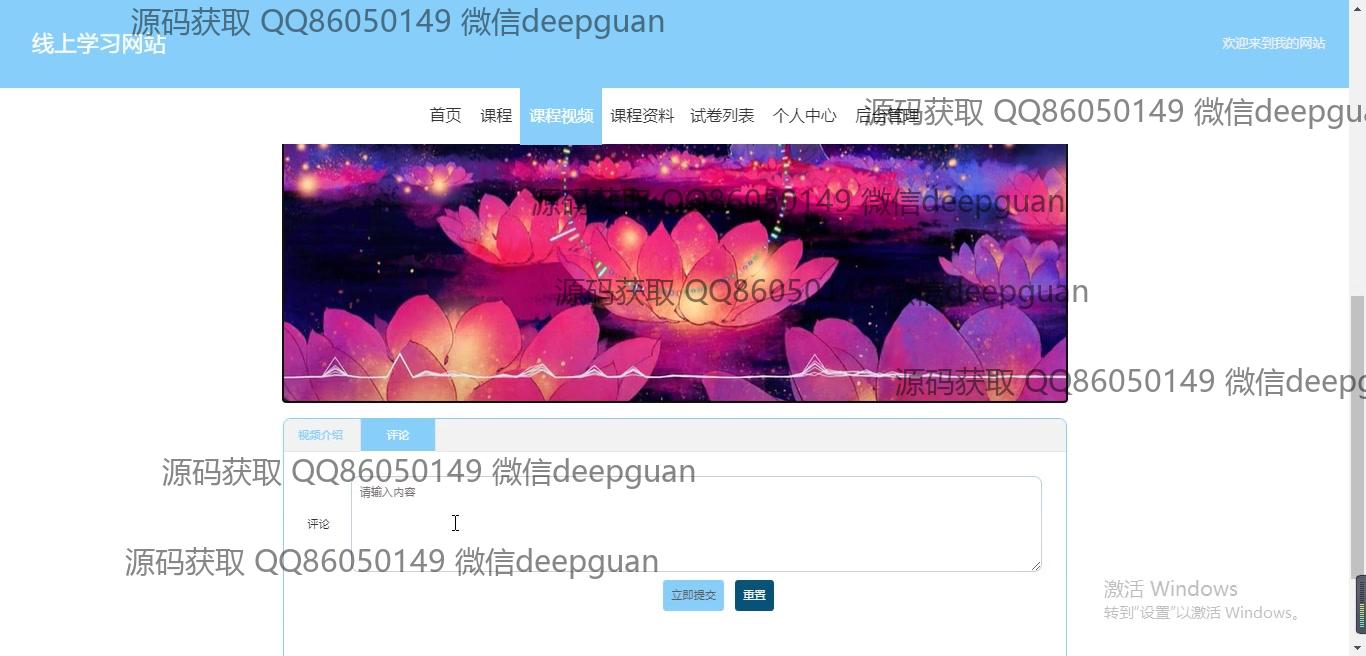 源码获取 QQ86050149 微信deepguan
线上学习网站
欢迎来到我的网站
首页 课程 课程视频 课程资料 试卷列表 个人中心 后台管理
源码获取 QQ86050149 微信deepgua
源码获取 QQ86050149 微信deepguan
源码获取 QQ86050149 微信deepguan
源码获取 QQ86050149 微信deepg
视频介绍 评论
源码获取 QQ86050149 微信deepguan
请输入内容
评论
源码获取 QQ86050149 微信deepguan
立即提交 重置
激活 Windows
转到"设置"以激活 Windows。